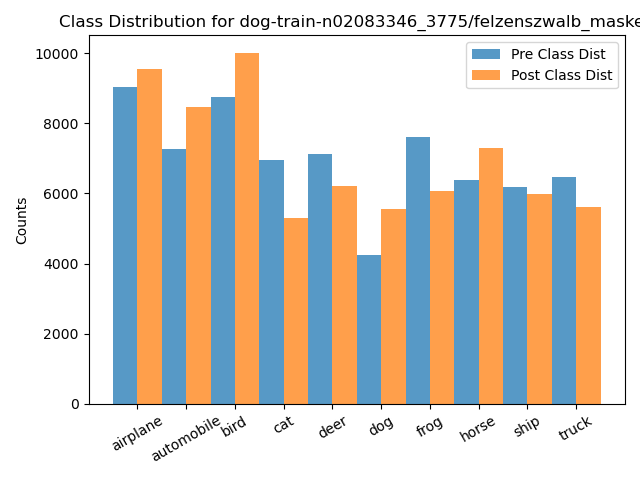 Class Distribution for dog-train-n02083346_3775/felzenszwalb_maske
Pre Class Dist
Post Class Dist
Counts
10000
8000
6000
4000
2000
0
airplane
automobile
bird
cat
deer
dog
frog
horse
ship
truck